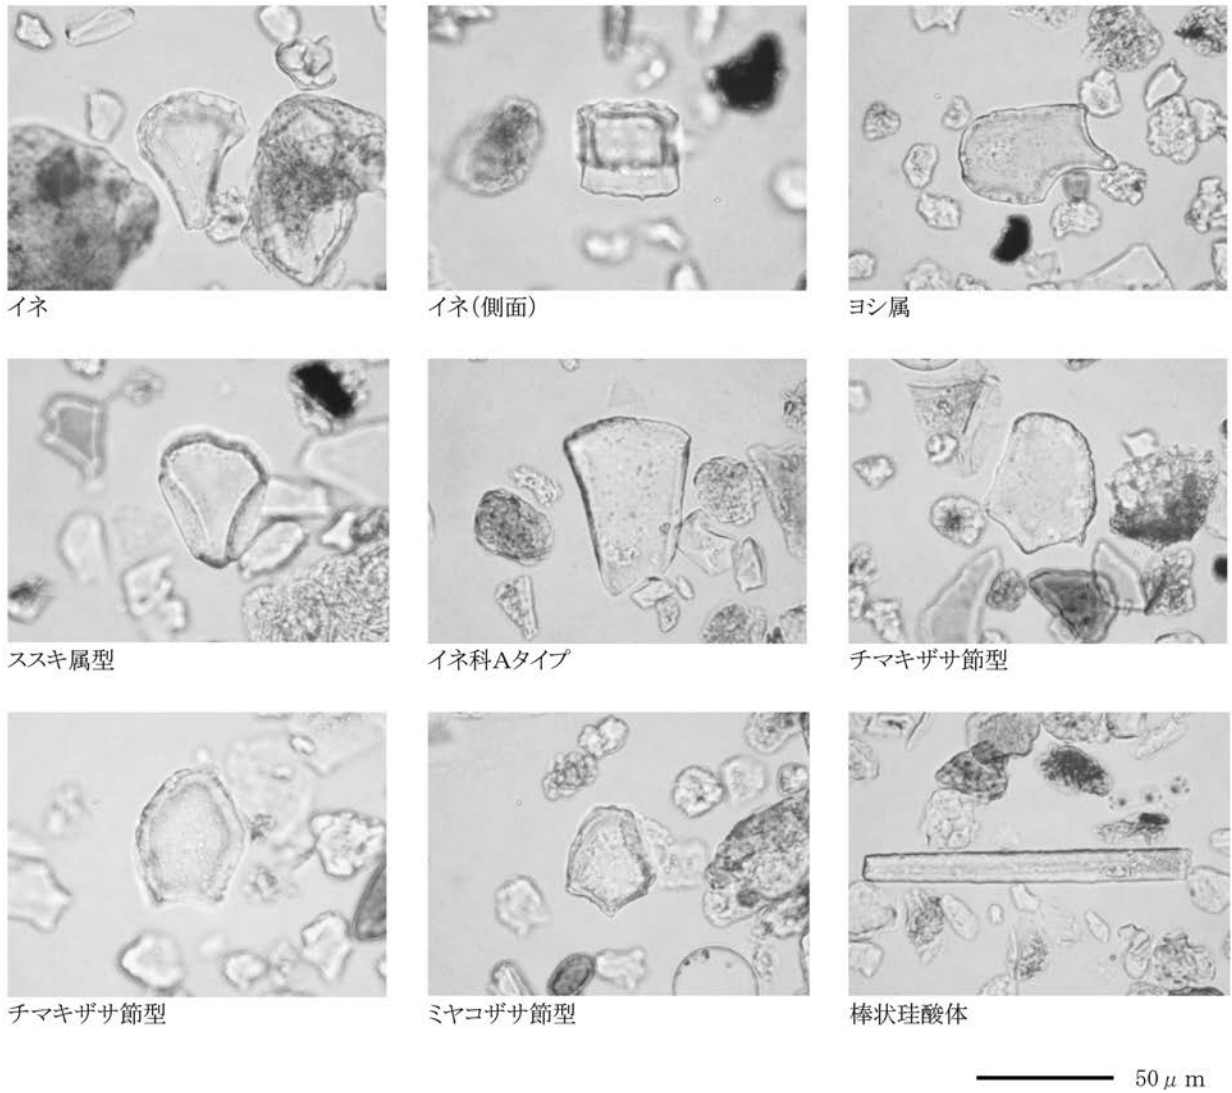 イネ
イネ(側面)
ヨシ属
ススキ属型
イネ科Aタイプ
チマキザサ節型
チマキザサ節型
ミヤコザサ節型
棒状珪酸体
50μm